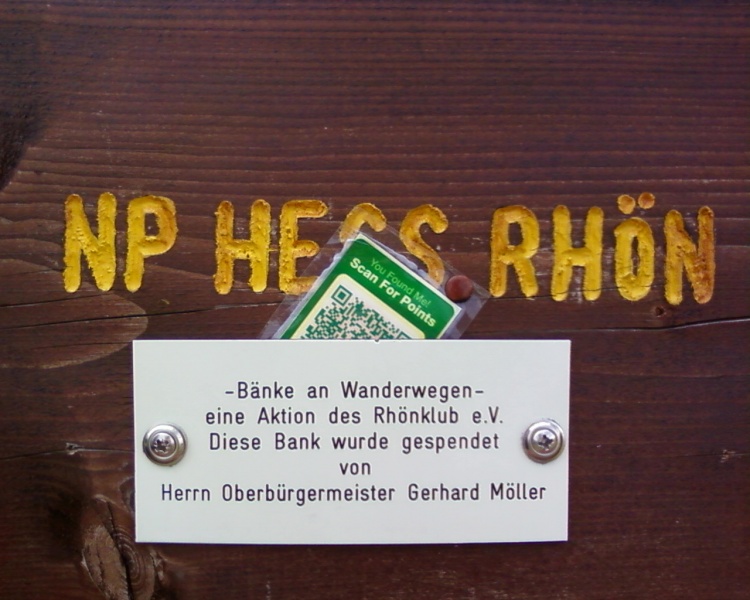 NP HESS RHÖN
You Found Me!
Scan For Points
-Bänke an Wanderwegen-
eine Aktion des Rhönklub e.V.
Diese Bank wurde gespendet
von
Herrn Oberbürgermeister Gerhard Möller